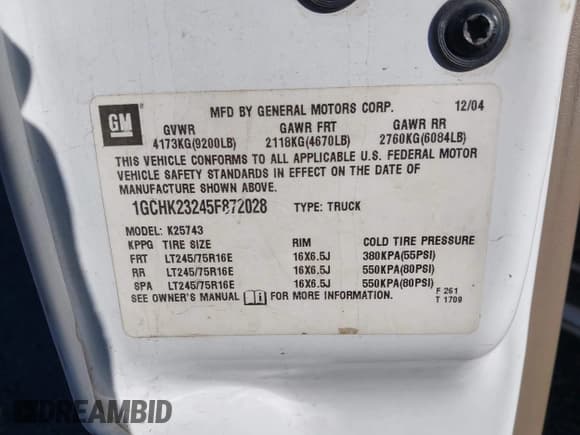 GM
MFD BY GENERAL MOTORS CORP. 12/04
GVWR GAWR FRT GAWR RR
4173KG(9200LB) 2118KG(4670LB) 2760KG(6084LB)
THIS VEHICLE CONFORMS TO ALL APPLICABLE U.S. FEDERAL MOTOR
VEHICLE SAFETY STANDARDS IN EFFECT ON THE DATE OF
MANUFACTURE SHOWN ABOVE.
1GCHK23245F872028 TYPE: TRUCK
MODEL: K25743
KPPG TIRE SIZE RIM COLD TIRE PRESSURE
FRT LT245/75R16E 16X6.5J 380KPA(55PSI)
RR LT245/75R16E 16X6.5J 550KPA(80PSI)
SPA LT245/75R16E 16X6.5J 550KPA(80PSI)
SEE OWNER'S MANUAL FOR MORE INFORMATION.
F 261
T 1709
DREAMBID